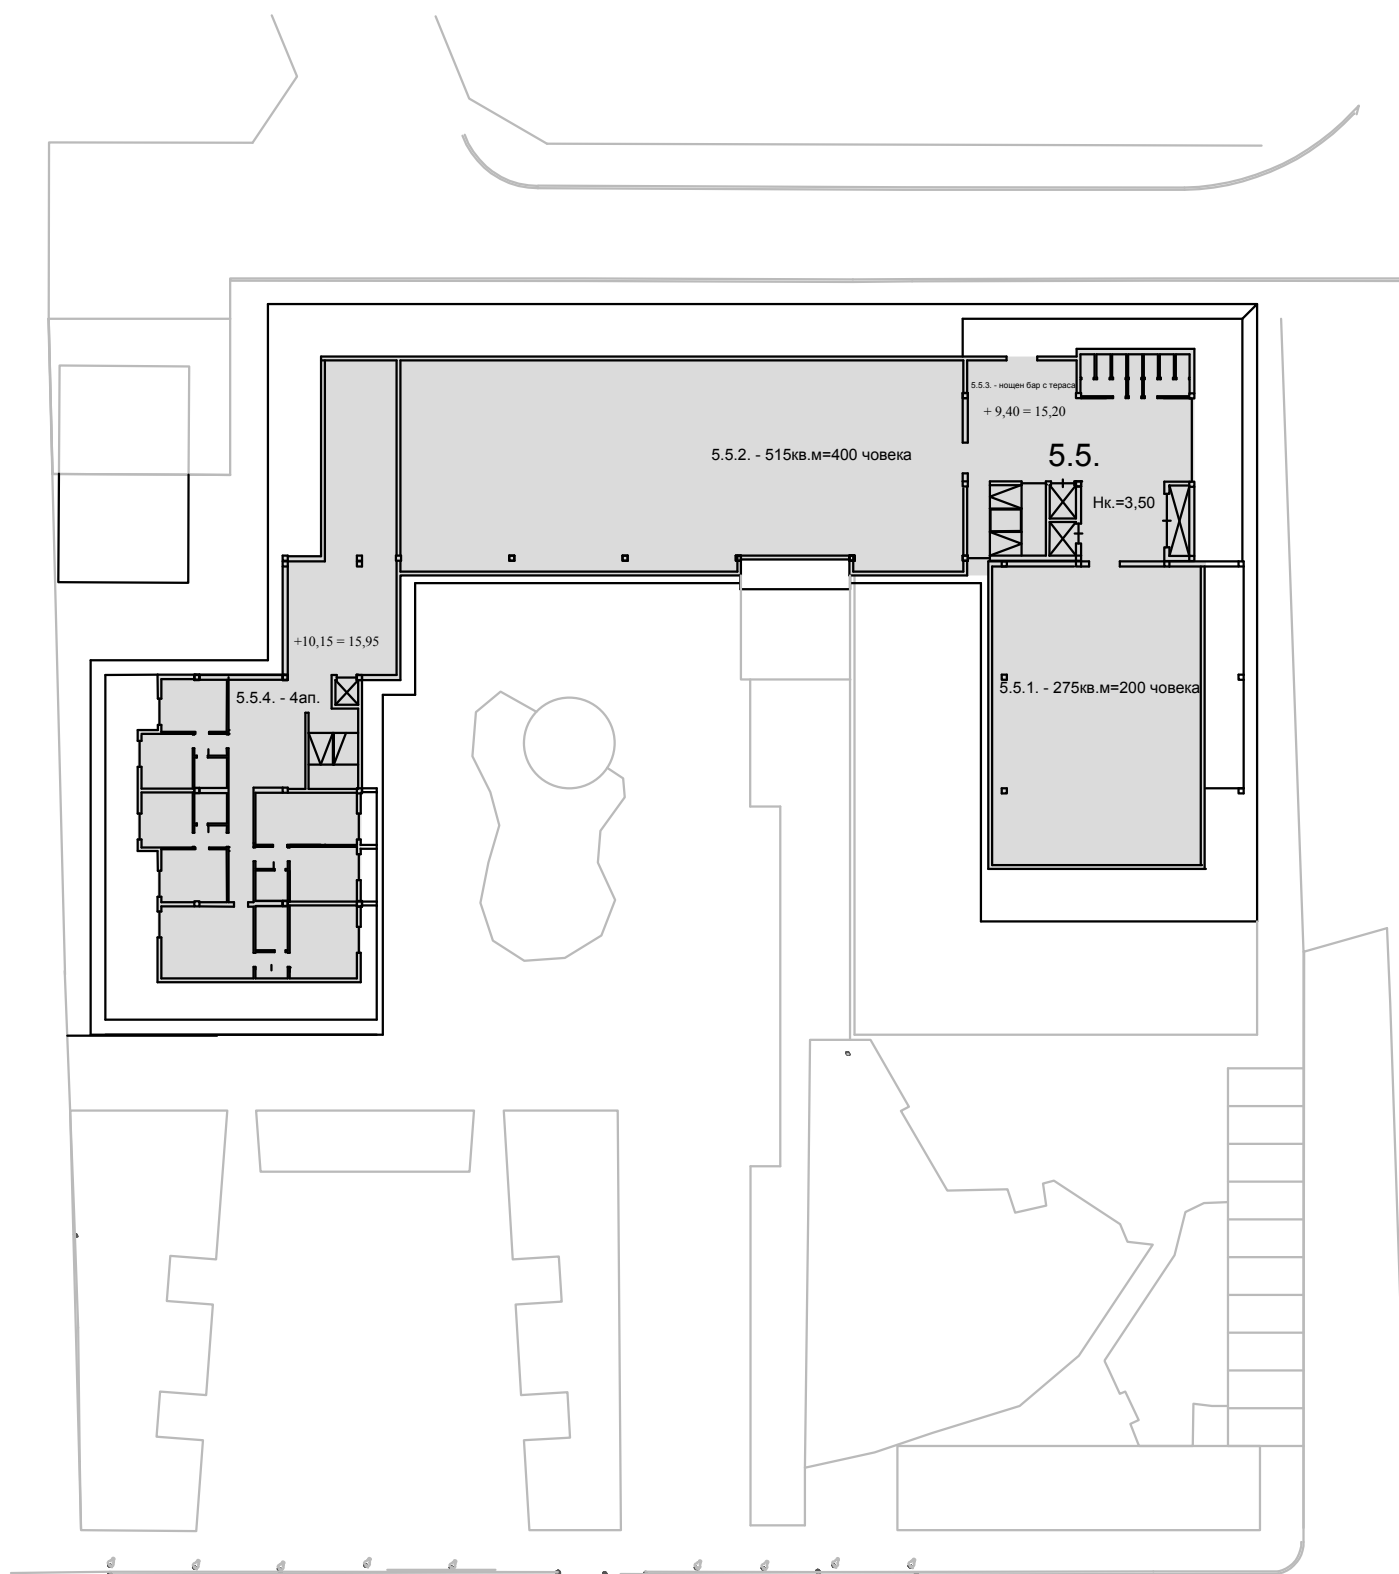 5.5.3. - нощен бар с тераса
+ 9,40 = 15,20
5.5.2. - 515кв.м=400 човека
5.5.
Нк.=3,50
+10,15 = 15,95
5.5.4. - 4ап.
5.5.1. - 275кв.м=200 човека